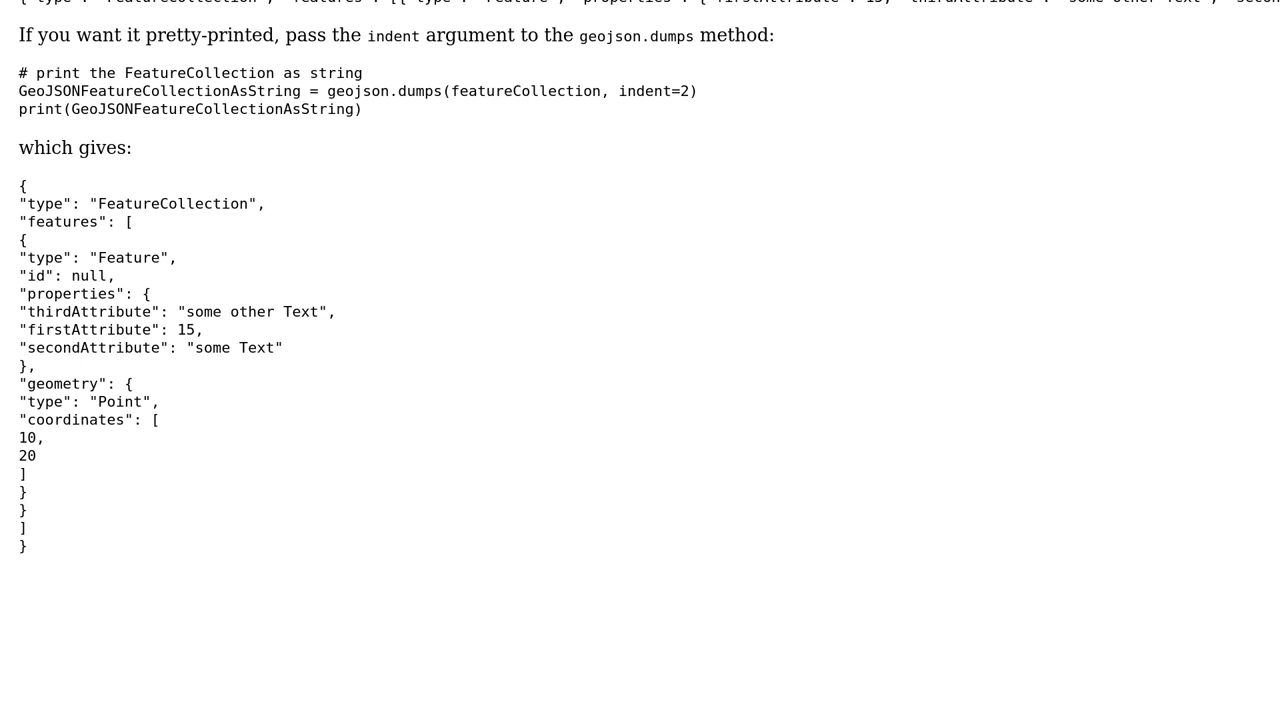 If you want it pretty-printed, pass the indent argument to the geojson.dumps method:
# print the FeatureCollection as string
GeoJSONFeatureCollectionAsString = geojson.dumps(featureCollection, indent=2)
print(GeoJSONFeatureCollectionAsString)
which gives:
{
"type": "FeatureCollection",
"features": [
{
"type": "Feature",
"id": null,
"properties": {
"thirdAttribute": "some other Text",
"firstAttribute": 15,
"secondAttribute": "some Text"
},
"geometry": {
"type": "Point",
"coordinates": [
10,
20
]
}
}
]
}